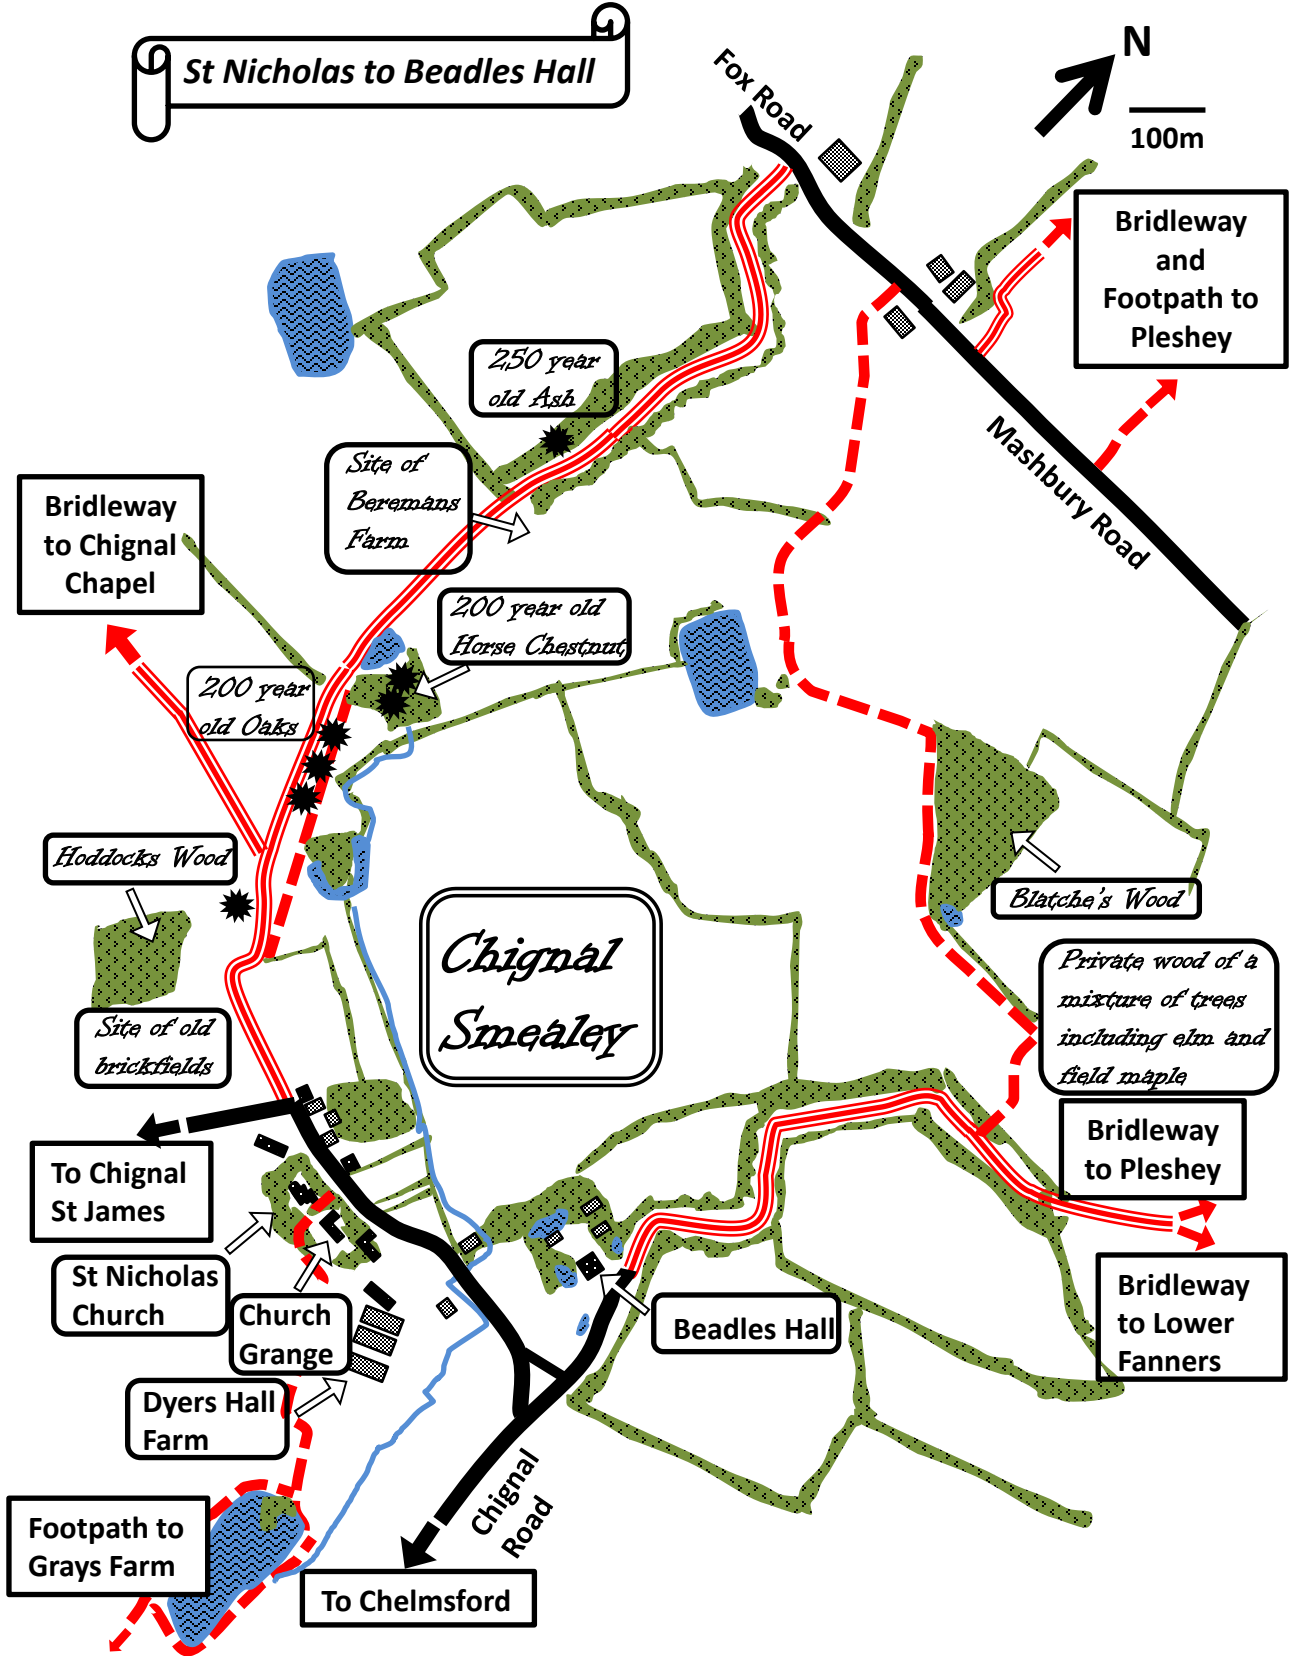 St Nicholas to Beadles Hall
N
100m
Fox Road
Bridleway
and
Footpath to
Pleshey
250 year
old Ash
Mashbury Road
Site of
Beremans
Farm
Bridleway
to Chignal
Chapel
200 year old
Horse Chestnut
200 year
old Oaks
Hoddocks Wood
Blatche's Wood
Chignal
Smealey
Private wood of a
mixture of trees
including elm and
field maple
Site of old
brickfields
Bridleway
to Pleshey
To Chignal
St James
St Nicholas
Church
Church
Grange
Beadles Hall
Bridleway
to Lower
Fanners
Dyers Hall
Farm
Chignal
Road
Footpath to
Grays Farm
To Chelmsford